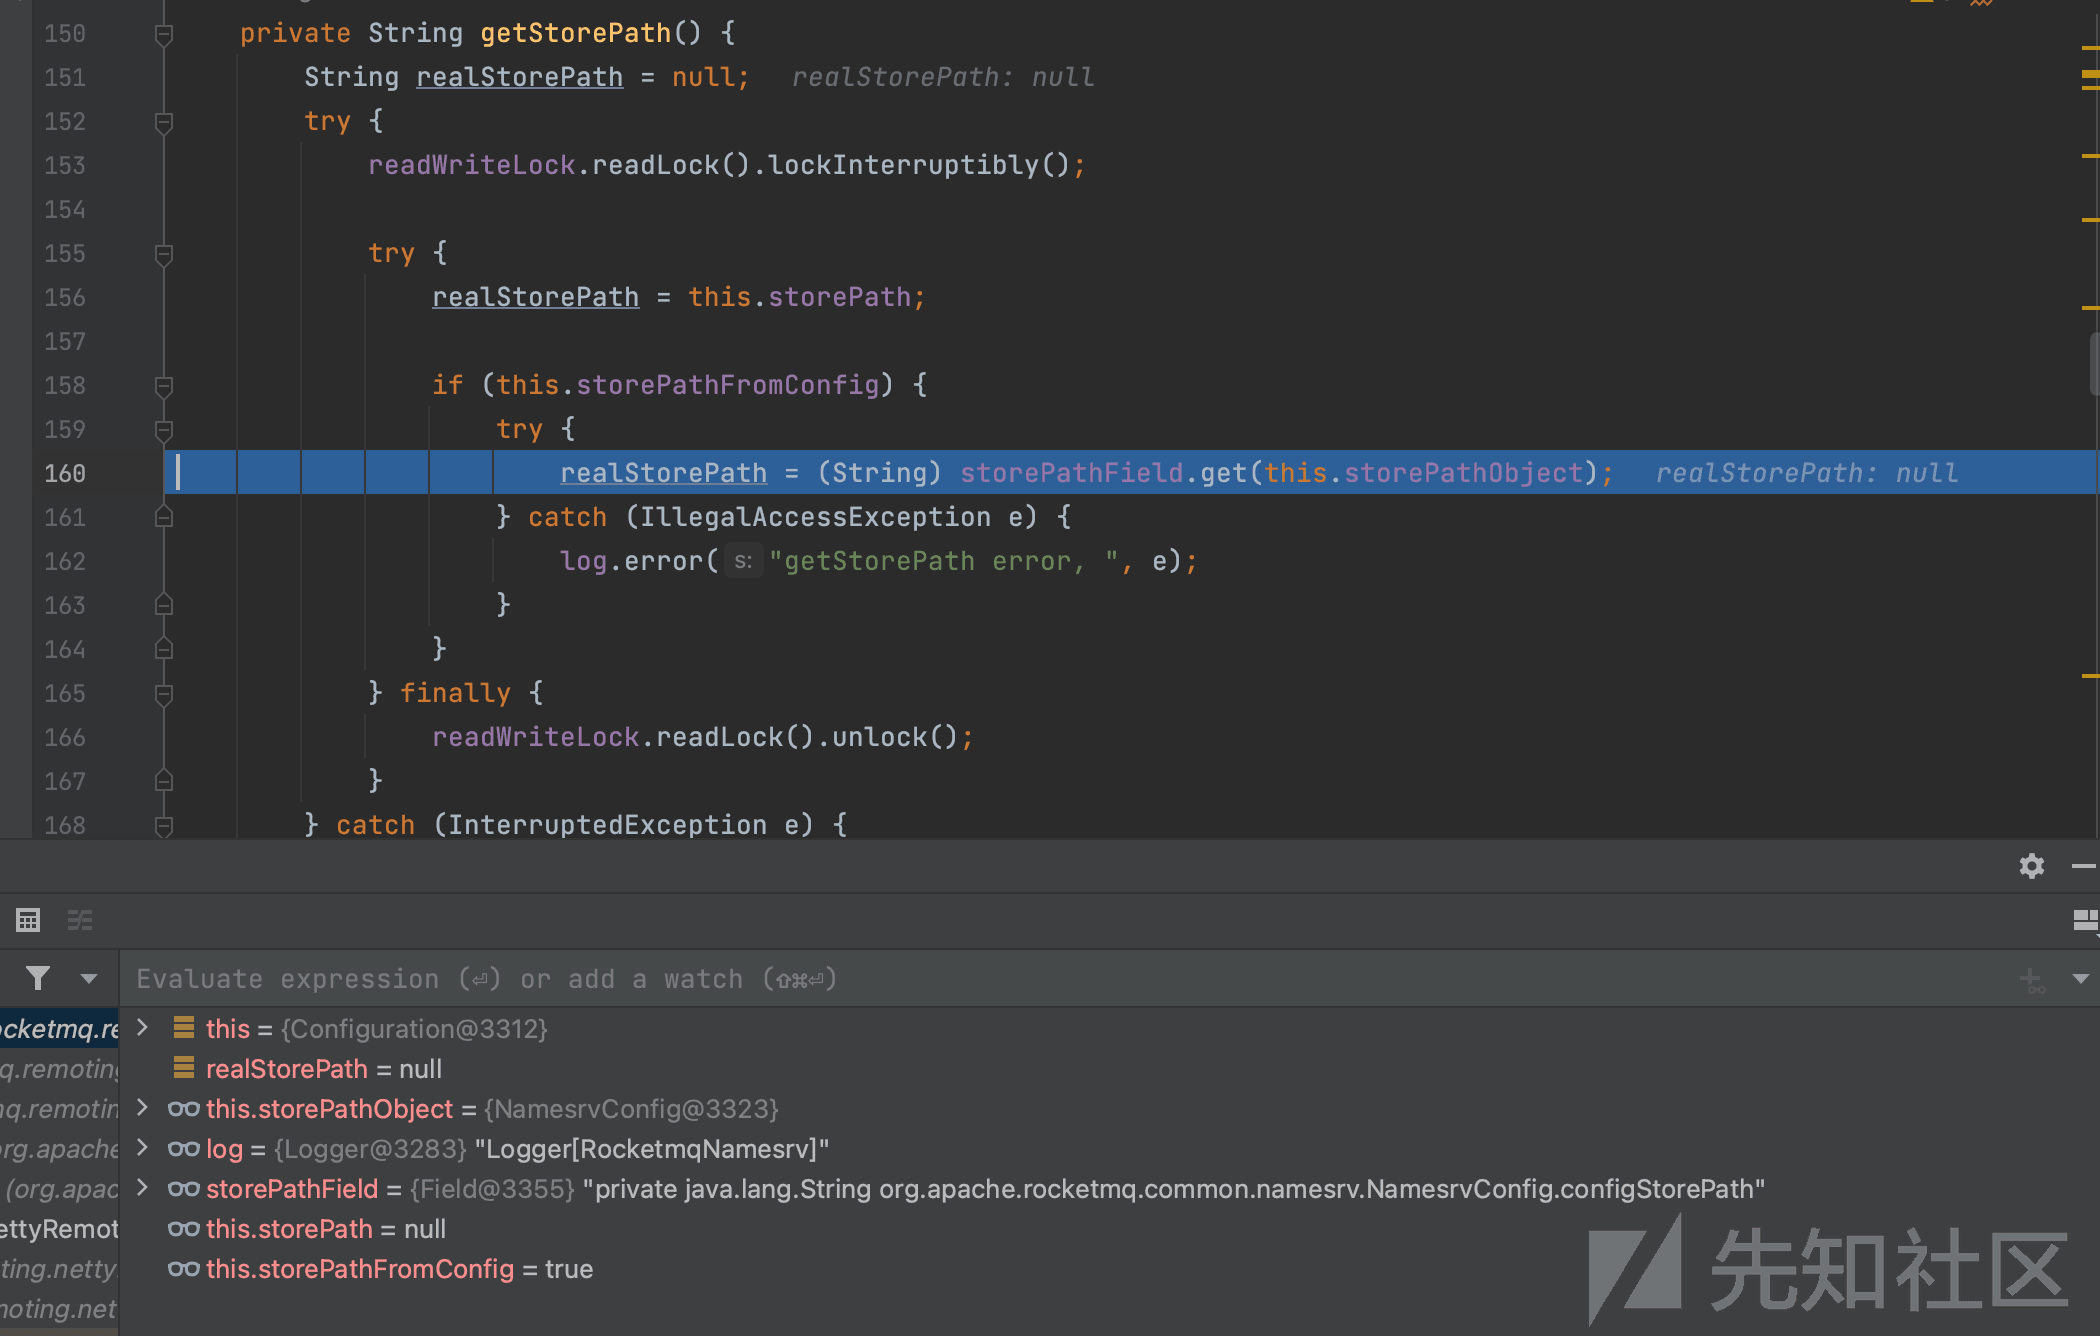 150 private String getStorePath() {
151 String realStorePath = null; realStorePath: null
152 try {
153 readWriteLock.readLock().lockInterruptibly();
154
155 try {
156 realStorePath = this.storePath;
157
158 if (this.storePathFromConfig) {
159 try {
160 realStorePath = (String) storePathField.get(this.storePathObject); realStorePath: null
161 } catch (IllegalAccessException e) {
162 log.error( s: "getStorePath error, ", e);
163 }
164 }
165 } finally {
166 readWriteLock.readLock().unlock();
167 }
168 } catch (InterruptedException e) {
Evaluate expression (⏎) or add a watch (⇧⌘⏎)
ocketmq.re this = {Configuration@3312}
q.remoting realStorePath = null
nq.remotin this.storePathObject = {NamesrvConfig@3323}
org.apache log = {Logger@3283} "Logger[RocketmqNamesrv]"
(org.apac storePathField = {Field@3355} "private java.lang.String org.apache.rocketmq.common.namesrv.NamesrvConfig.configStorePath"
ettyRemot this.storePath = null
ting.netty. this.storePathFromConfig = true
moting.net
先知社区